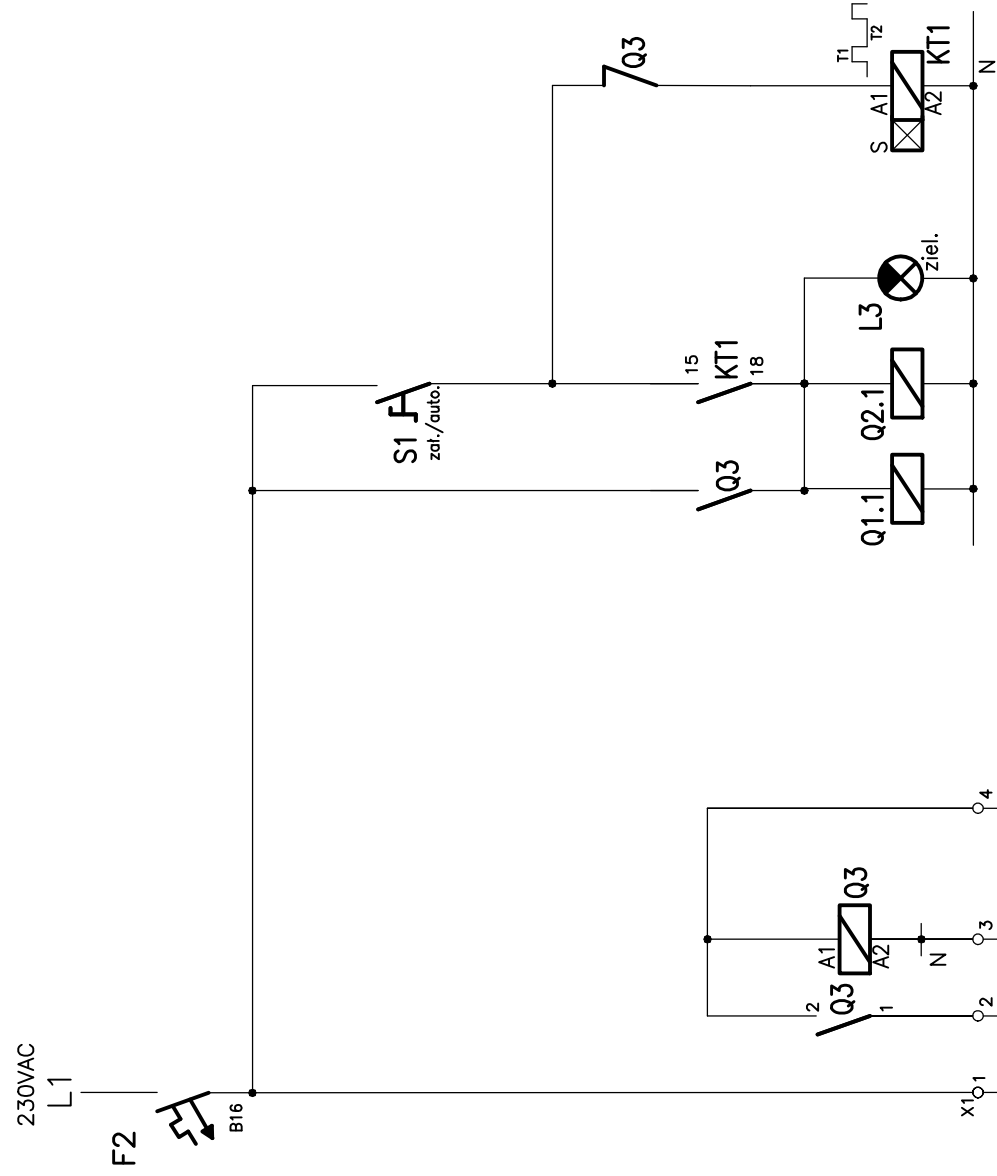 230VAC
L1
F2
B16
S1
zał./auto.
Q3
15
KT1
18
Q3
2
Q3
1
A1
Q3
A2
N
Q1.1
Q2.1
L3
ziel.
T1
T2
S
A1
A2
KT1
N
X1
1
2
3
4